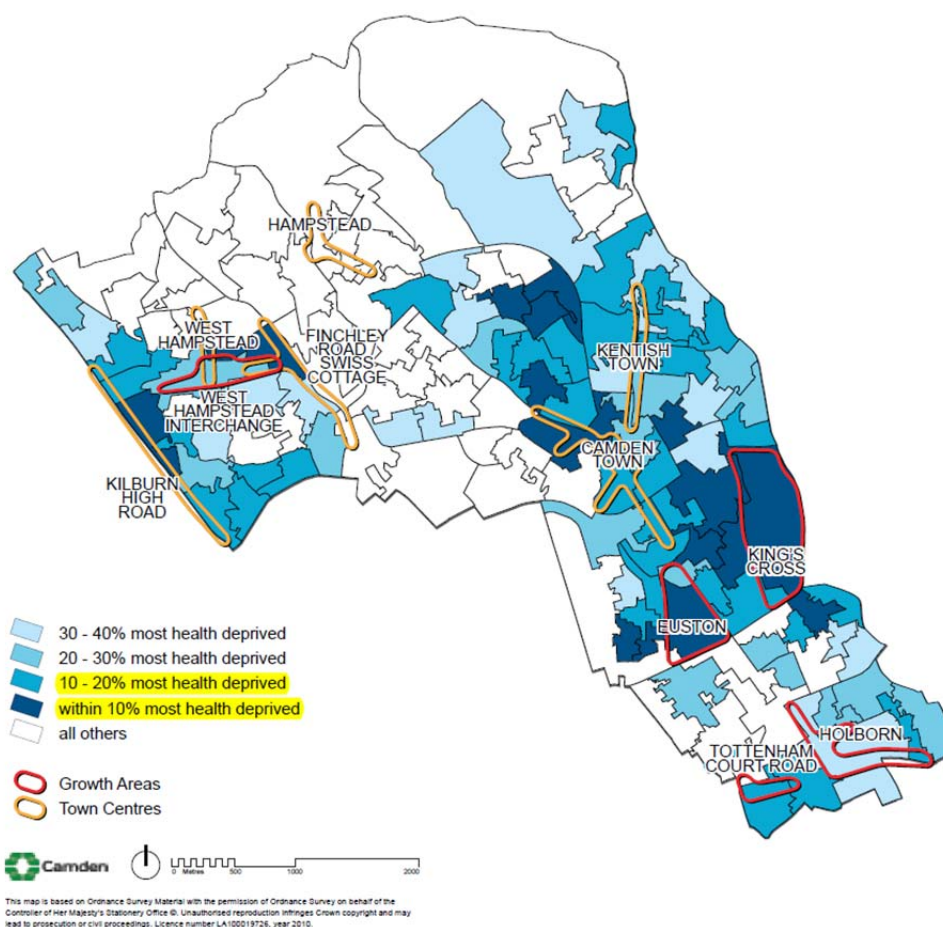 HAMPSTEAD
WEST
HAMPSTEAD
FINCHLEY
ROAD /
SWISS
COTTAGE
WEST
HAMPSTEAD
INTERCHANGE
KILBURN
HIGH
ROAD
KENTISH
TOWN
CAMDEN
TOWN
KING'S
CROSS
EUSTON
HOLBORN
TOTTENHAM
COURT ROAD
30 - 40% most health deprived
20 - 30% most health deprived
10 - 20% most health deprived
within 10% most health deprived
all others
Growth Areas
Town Centres
Camden
0 Metres 500 1000 2000
This map is based on Ordnance Survey Material with the permission of Ordnance Survey on behalf of the
Controller of Her Majesty's Stationery Office ©. Unauthorised reproduction infringes Crown copyright and may
lead to prosecution or civil proceedings. Licence number LA100019726, year 2010.